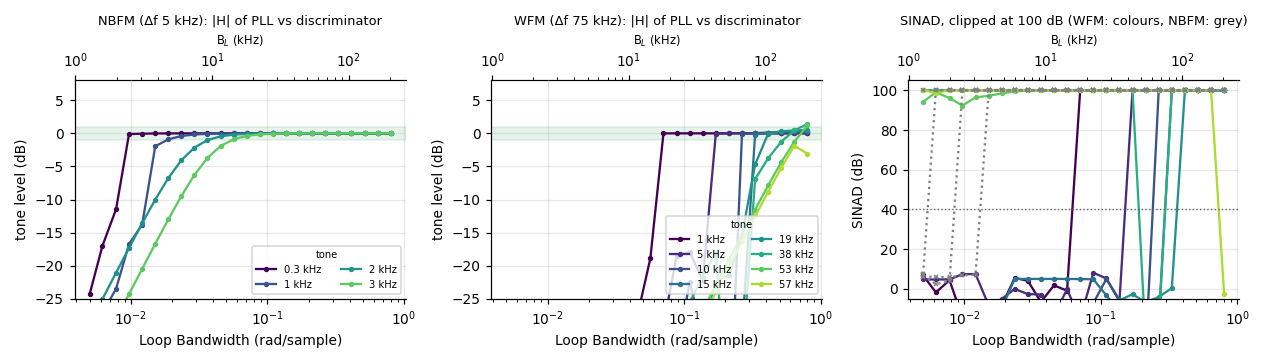 NBFM (Δf 5 kHz): |H| of PLL vs discriminator
B_L (kHz)
10^0 10^1 10^2
5
0
−5
−10
−15
−20
−25
tone level (dB)
tone
0.3 kHz 2 kHz
1 kHz 3 kHz
10^−2 10^−1 10^0
Loop Bandwidth (rad/sample)
WFM (Δf 75 kHz): |H| of PLL vs discriminator
B_L (kHz)
10^0 10^1 10^2
5
0
−5
−10
−15
−20
−25
tone level (dB)
tone
1 kHz 19 kHz
5 kHz 38 kHz
10 kHz 53 kHz
15 kHz 57 kHz
10^−2 10^−1 10^0
Loop Bandwidth (rad/sample)
SINAD, clipped at 100 dB (WFM: colours, NBFM: grey)
B_L (kHz)
10^0 10^1 10^2
100
80
60
40
20
0
SINAD (dB)
10^−2 10^−1 10^0
Loop Bandwidth (rad/sample)